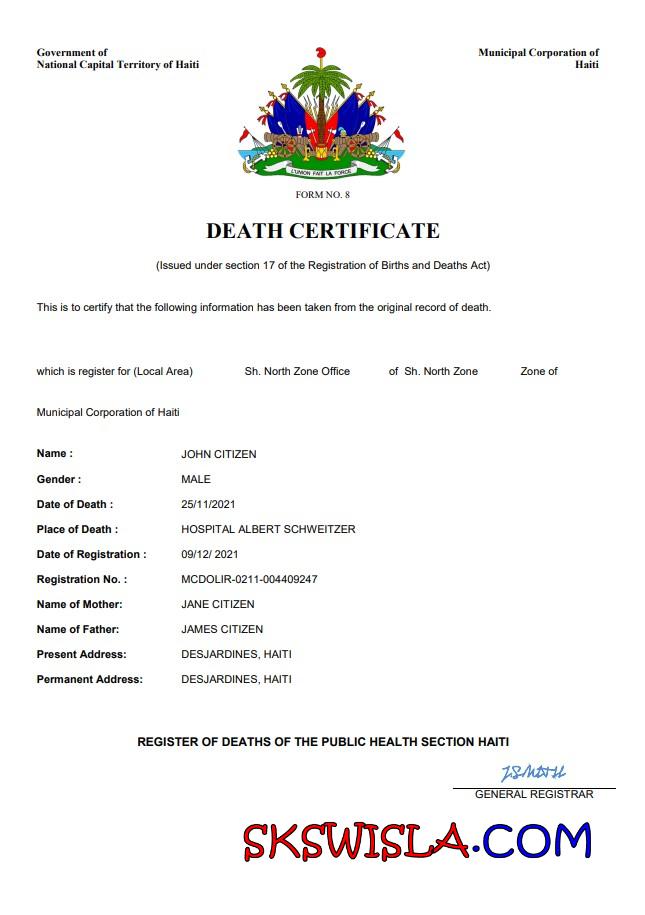 Government of
National Capital Territory of Haiti
Municipal Corporation of
Haiti
L'UNION FAIT LA FORCE
FORM NO. 8
DEATH CERTIFICATE
(Issued under section 17 of the Registration of Births and Deaths Act)
This is to certify that the following information has been taken from the original record of death.
which is register for (Local Area) Sh. North Zone Office of Sh. North Zone Zone of
Municipal Corporation of Haiti
Name : JOHN CITIZEN
Gender : MALE
Date of Death : 25/11/2021
Place of Death : HOSPITAL ALBERT SCHWEITZER
Date of Registration : 09/12/ 2021
Registration No. : MCDOLIR-0211-004409247
Name of Mother: JANE CITIZEN
Name of Father: JAMES CITIZEN
Present Address: DESJARDINES, HAITI
Permanent Address: DESJARDINES, HAITI
REGISTER OF DEATHS OF THE PUBLIC HEALTH SECTION HAITI
GENERAL REGISTRAR
SKSWISLA.COM